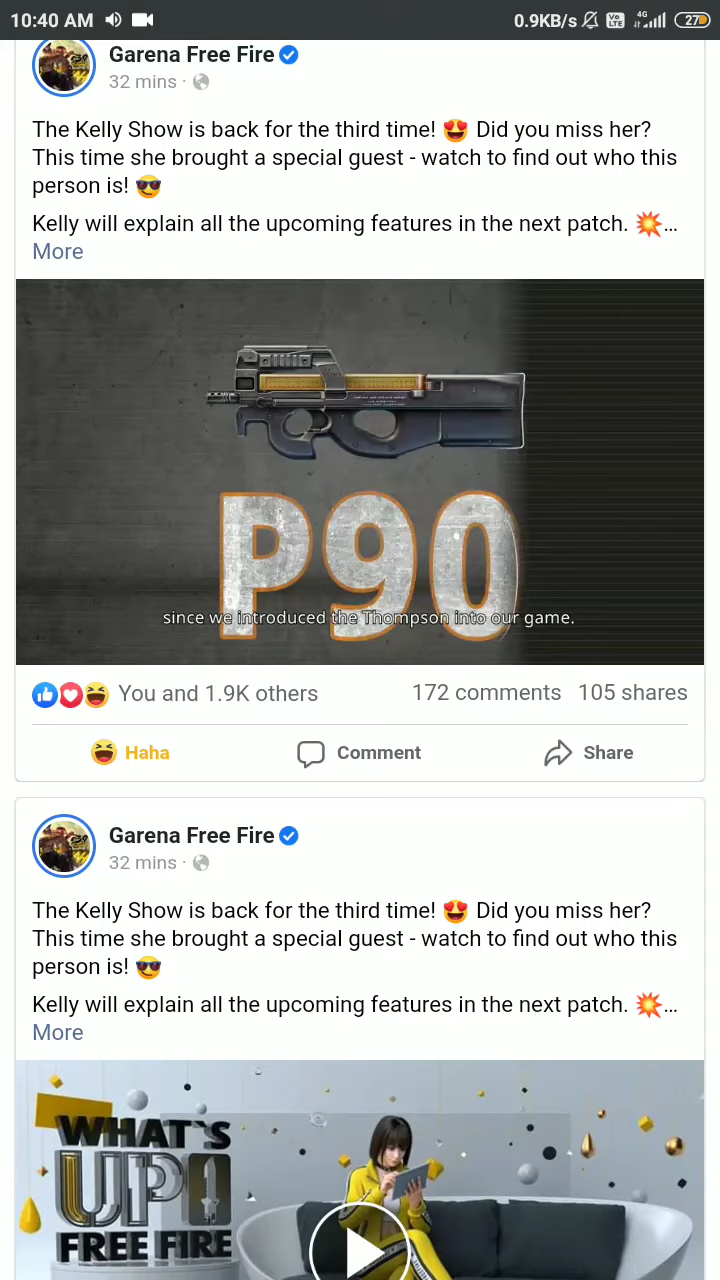 10:40 AM 0.9KB/s Vo LTE 4G 27
Garena Free Fire
32 mins ·
The Kelly Show is back for the third time! 😍 Did you miss her?
This time she brought a special guest - watch to find out who this
person is! 😎
Kelly will explain all the upcoming features in the next patch. 💥...
More
P90
since we introduced the Thompson into our game.
You and 1.9K others 172 comments 105 shares
Haha Comment Share
Garena Free Fire
32 mins ·
The Kelly Show is back for the third time! 😍 Did you miss her?
This time she brought a special guest - watch to find out who this
person is! 😎
Kelly will explain all the upcoming features in the next patch. 💥...
More
WHAT`S
UP
FREE FIRE